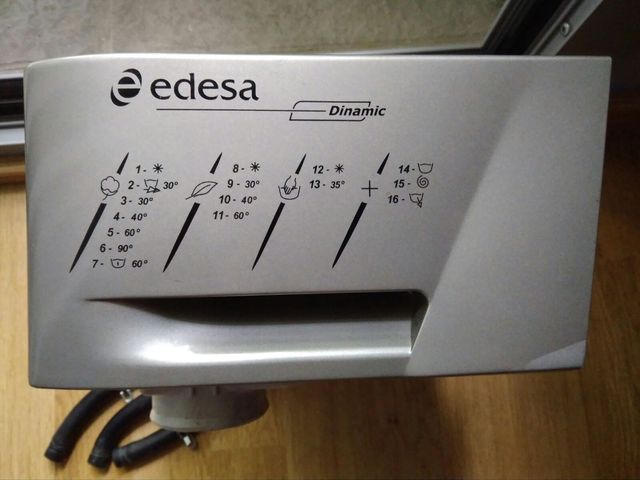 edesa
Dinamic
1 -
2 - 30°
3 - 30°
4 - 40°
5 - 60°
6 - 90°
7 - 60°
8 -
9 - 30°
10 - 40°
11 - 60°
12 -
13 - 35°
14 -
15 -
16 -